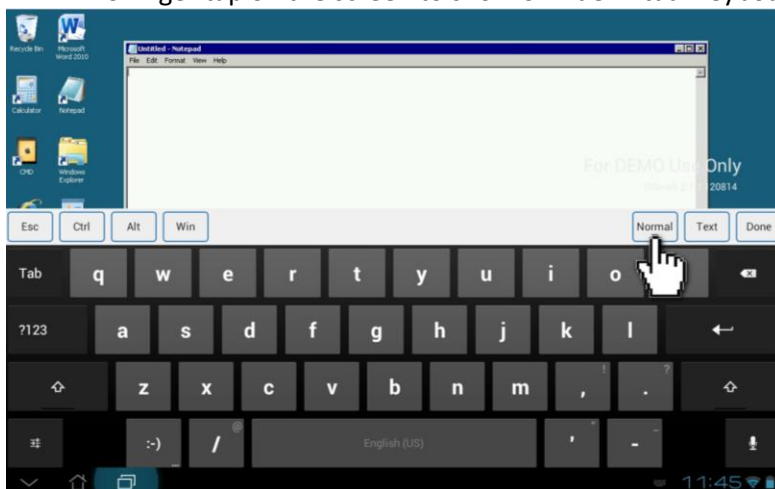 Recycle Bin
Microsoft Word 2010
Untitled - Notepad
File Edit Format View Help
Calculator
Notepad
CMD
Windows Explorer
For DEMO Use Only
20814
Esc Ctrl Alt Win Normal Text Done
Tab q w e r t y u i o
?123 a s d f g h j k l
z x c v b n m , ! . ?
:-) / @ English (US) ' " - _
11:45